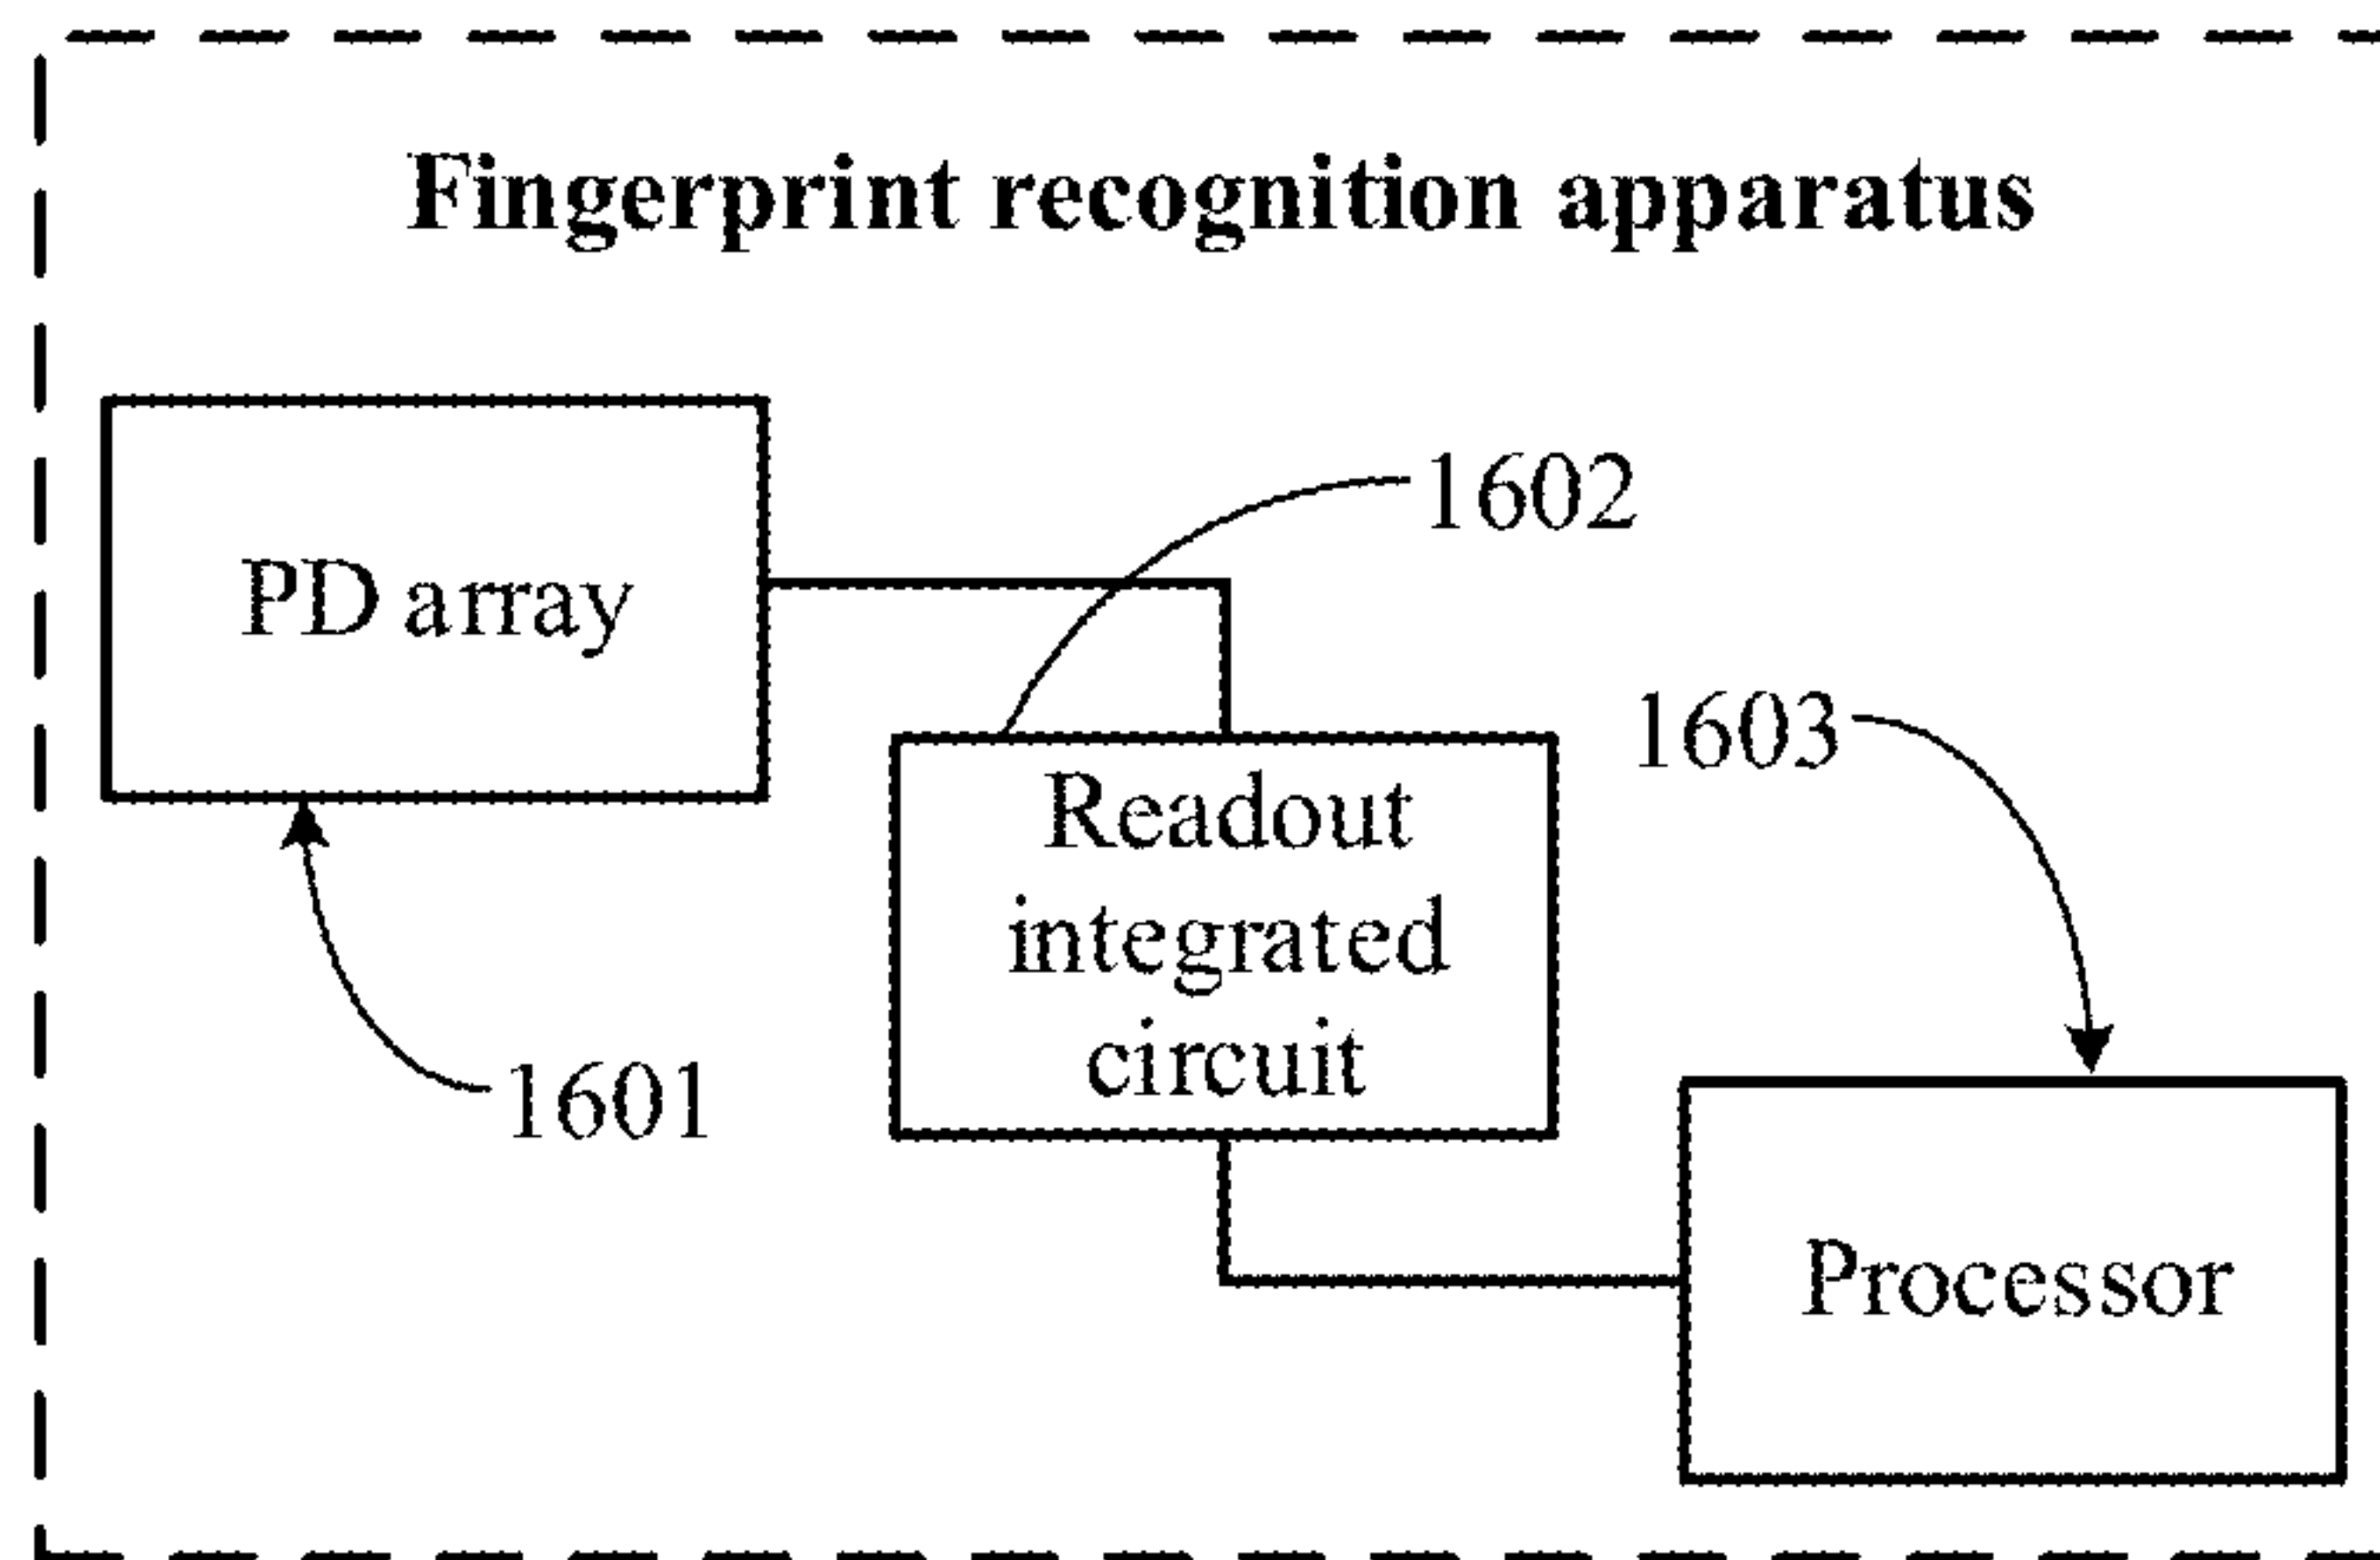 Fingerprint recognition apparatus
PD array
1602
1603
Readout
integrated
circuit
1601
Processor